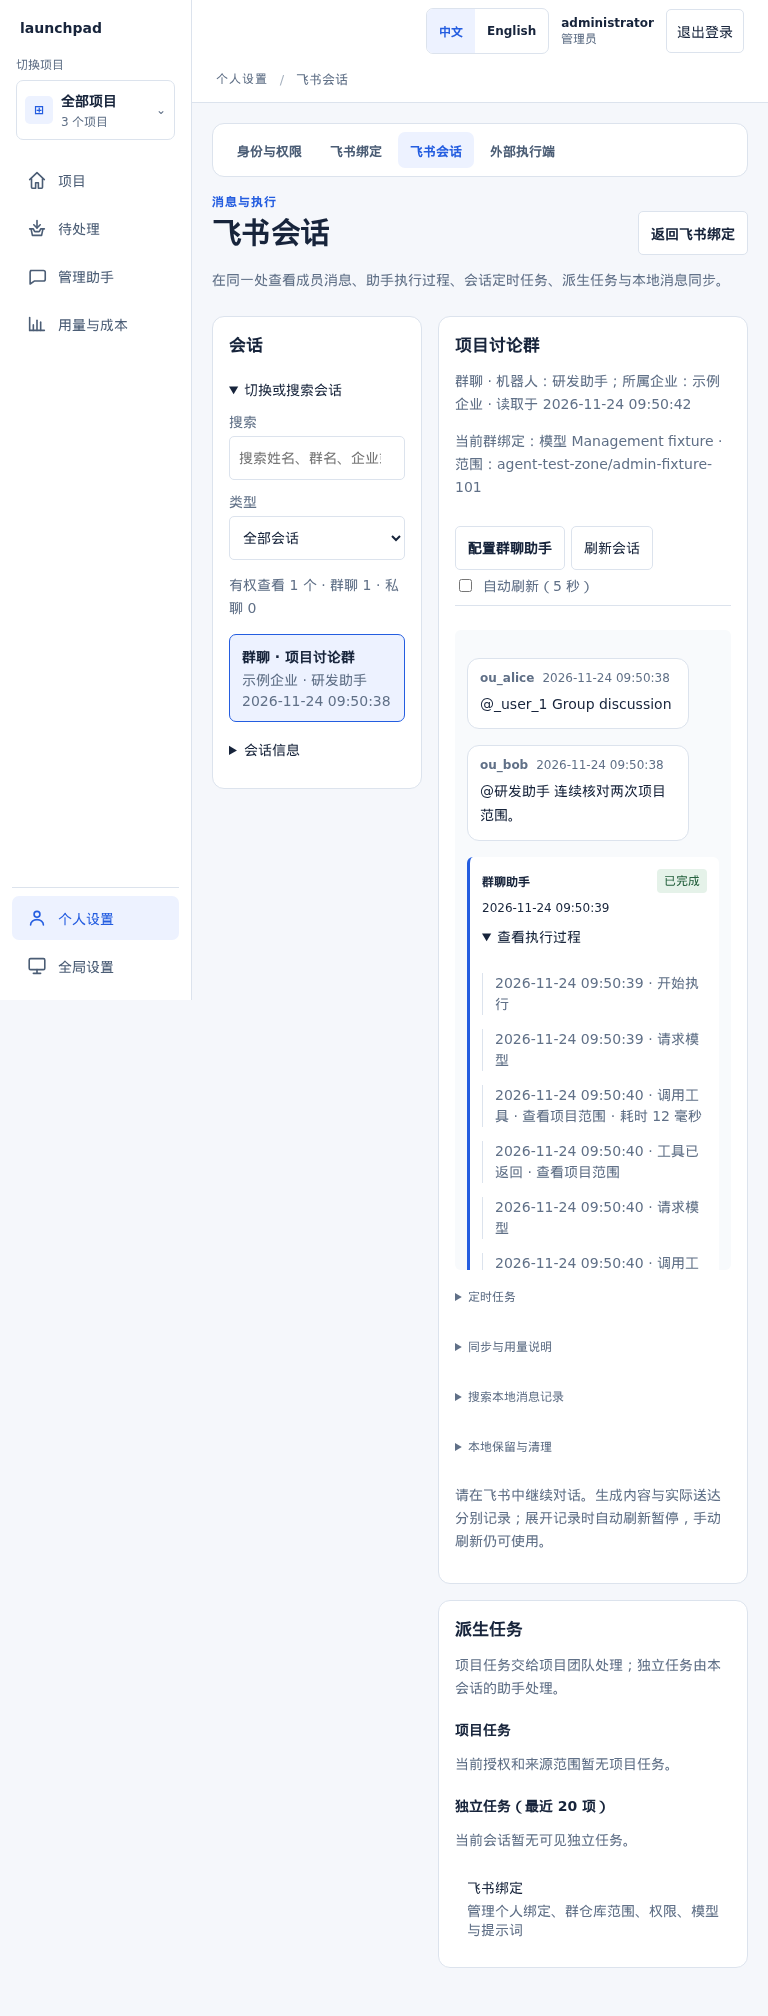 launchpad
切换项目
全部项目
3 个项目
项目
待处理
管理助手
用量与成本
个人设置
全局设置
中文
English
administrator
管理员
退出登录
个人设置 / 飞书会话
身份与权限
飞书绑定
飞书会话
外部执行端
消息与执行
飞书会话
返回飞书绑定
在同一处查看成员消息、助手执行过程、会话定时任务、派生任务与本地消息同步。
会话
切换或搜索会话
搜索
搜索姓名、群名、企业
类型
全部会话
有权查看 1 个 · 群聊 1 · 私
聊 0
群聊 · 项目讨论群
示例企业 · 研发助手
2026-11-24 09:50:38
会话信息
项目讨论群
群聊 · 机器人：研发助手；所属企业：示例
企业 · 读取于 2026-11-24 09:50:42
当前群绑定：模型 Management fixture ·
范围：agent-test-zone/admin-fixture-
101
配置群聊助手
刷新会话
自动刷新（5 秒）
ou_alice 2026-11-24 09:50:38
@_user_1 Group discussion
ou_bob 2026-11-24 09:50:38
@研发助手 连续核对两次项目
范围。
群聊助手
已完成
2026-11-24 09:50:39
查看执行过程
2026-11-24 09:50:39 · 开始执
行
2026-11-24 09:50:39 · 请求模
型
2026-11-24 09:50:40 · 调用工
具 · 查看项目范围 · 耗时 12 毫秒
2026-11-24 09:50:40 · 工具已
返回 · 查看项目范围
2026-11-24 09:50:40 · 请求模
型
2026-11-24 09:50:40 · 调用工
定时任务
同步与用量说明
搜索本地消息记录
本地保留与清理
请在飞书中继续对话。生成内容与实际送达
分别记录；展开记录时自动刷新暂停，手动
刷新仍可使用。
派生任务
项目任务交给项目团队处理；独立任务由本
会话的助手处理。
项目任务
当前授权和来源范围暂无项目任务。
独立任务（最近 20 项）
当前会话暂无可见独立任务。
飞书绑定
管理个人绑定、群仓库范围、权限、模型
与提示词